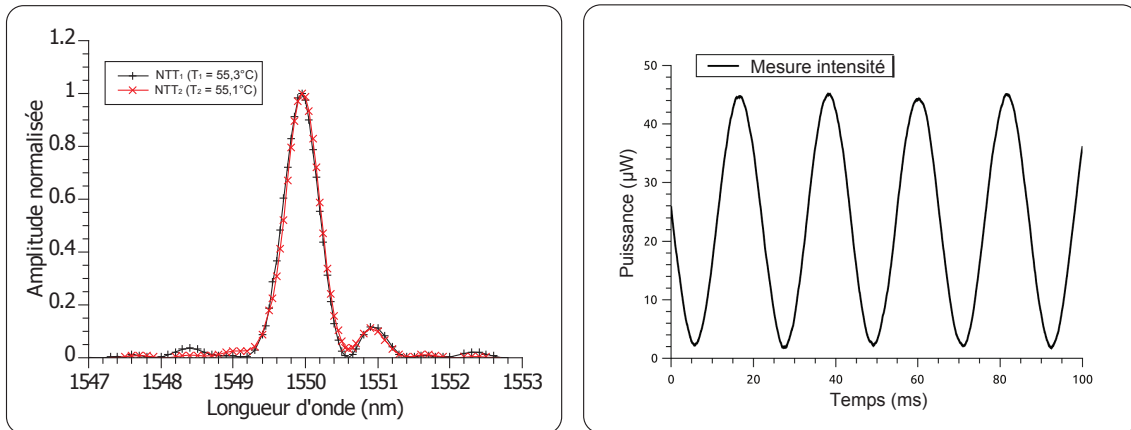 1.2
1
0.8
0.6
0.4
0.2
0
Amplitude normalisée
NTT₁ (T₁ = 55,3°C)
NTT₂ (T₂ = 55,1°C)
1547 1548 1549 1550 1551 1552 1553
Longueur d'onde (nm)
50
40
30
20
10
0
Puissance (µW)
Mesure intensité
0 20 40 60 80 100
Temps (ms)